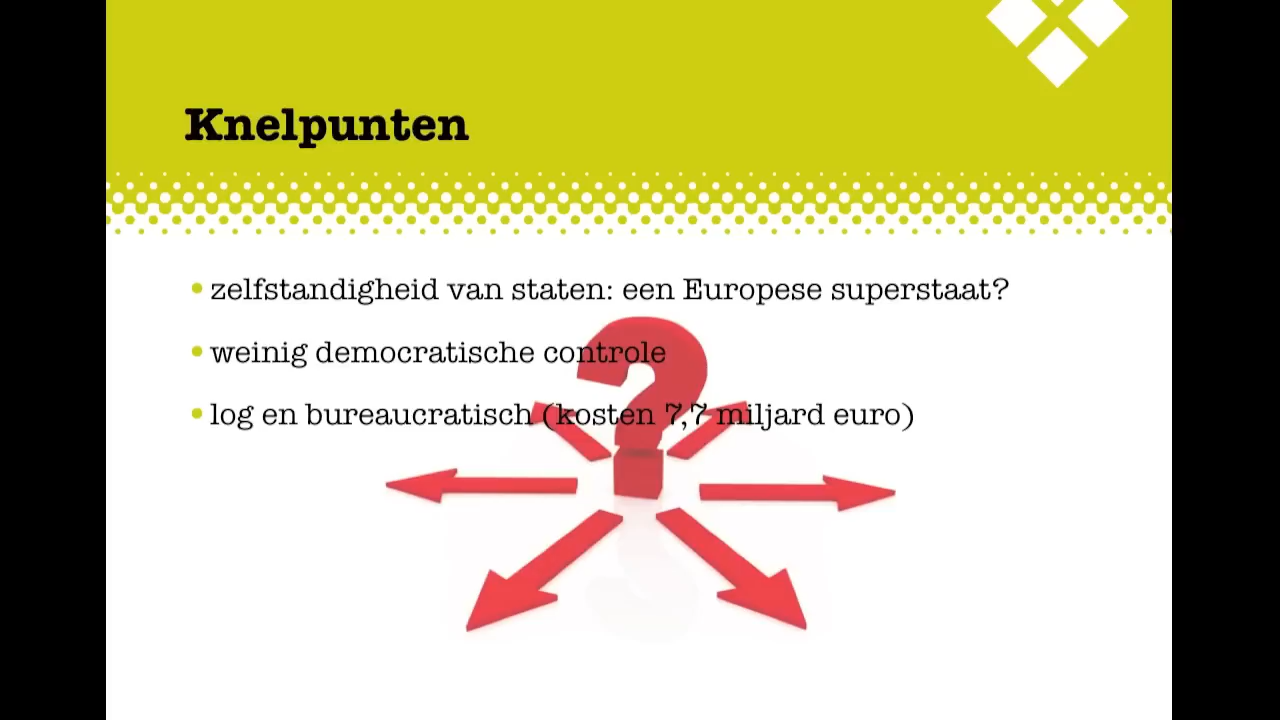 Knelpunten
zelfstandigheid van staten: een Europese superstaat?
weinig democratische controle
log en bureaucratisch (kosten 7,7 miljard euro)